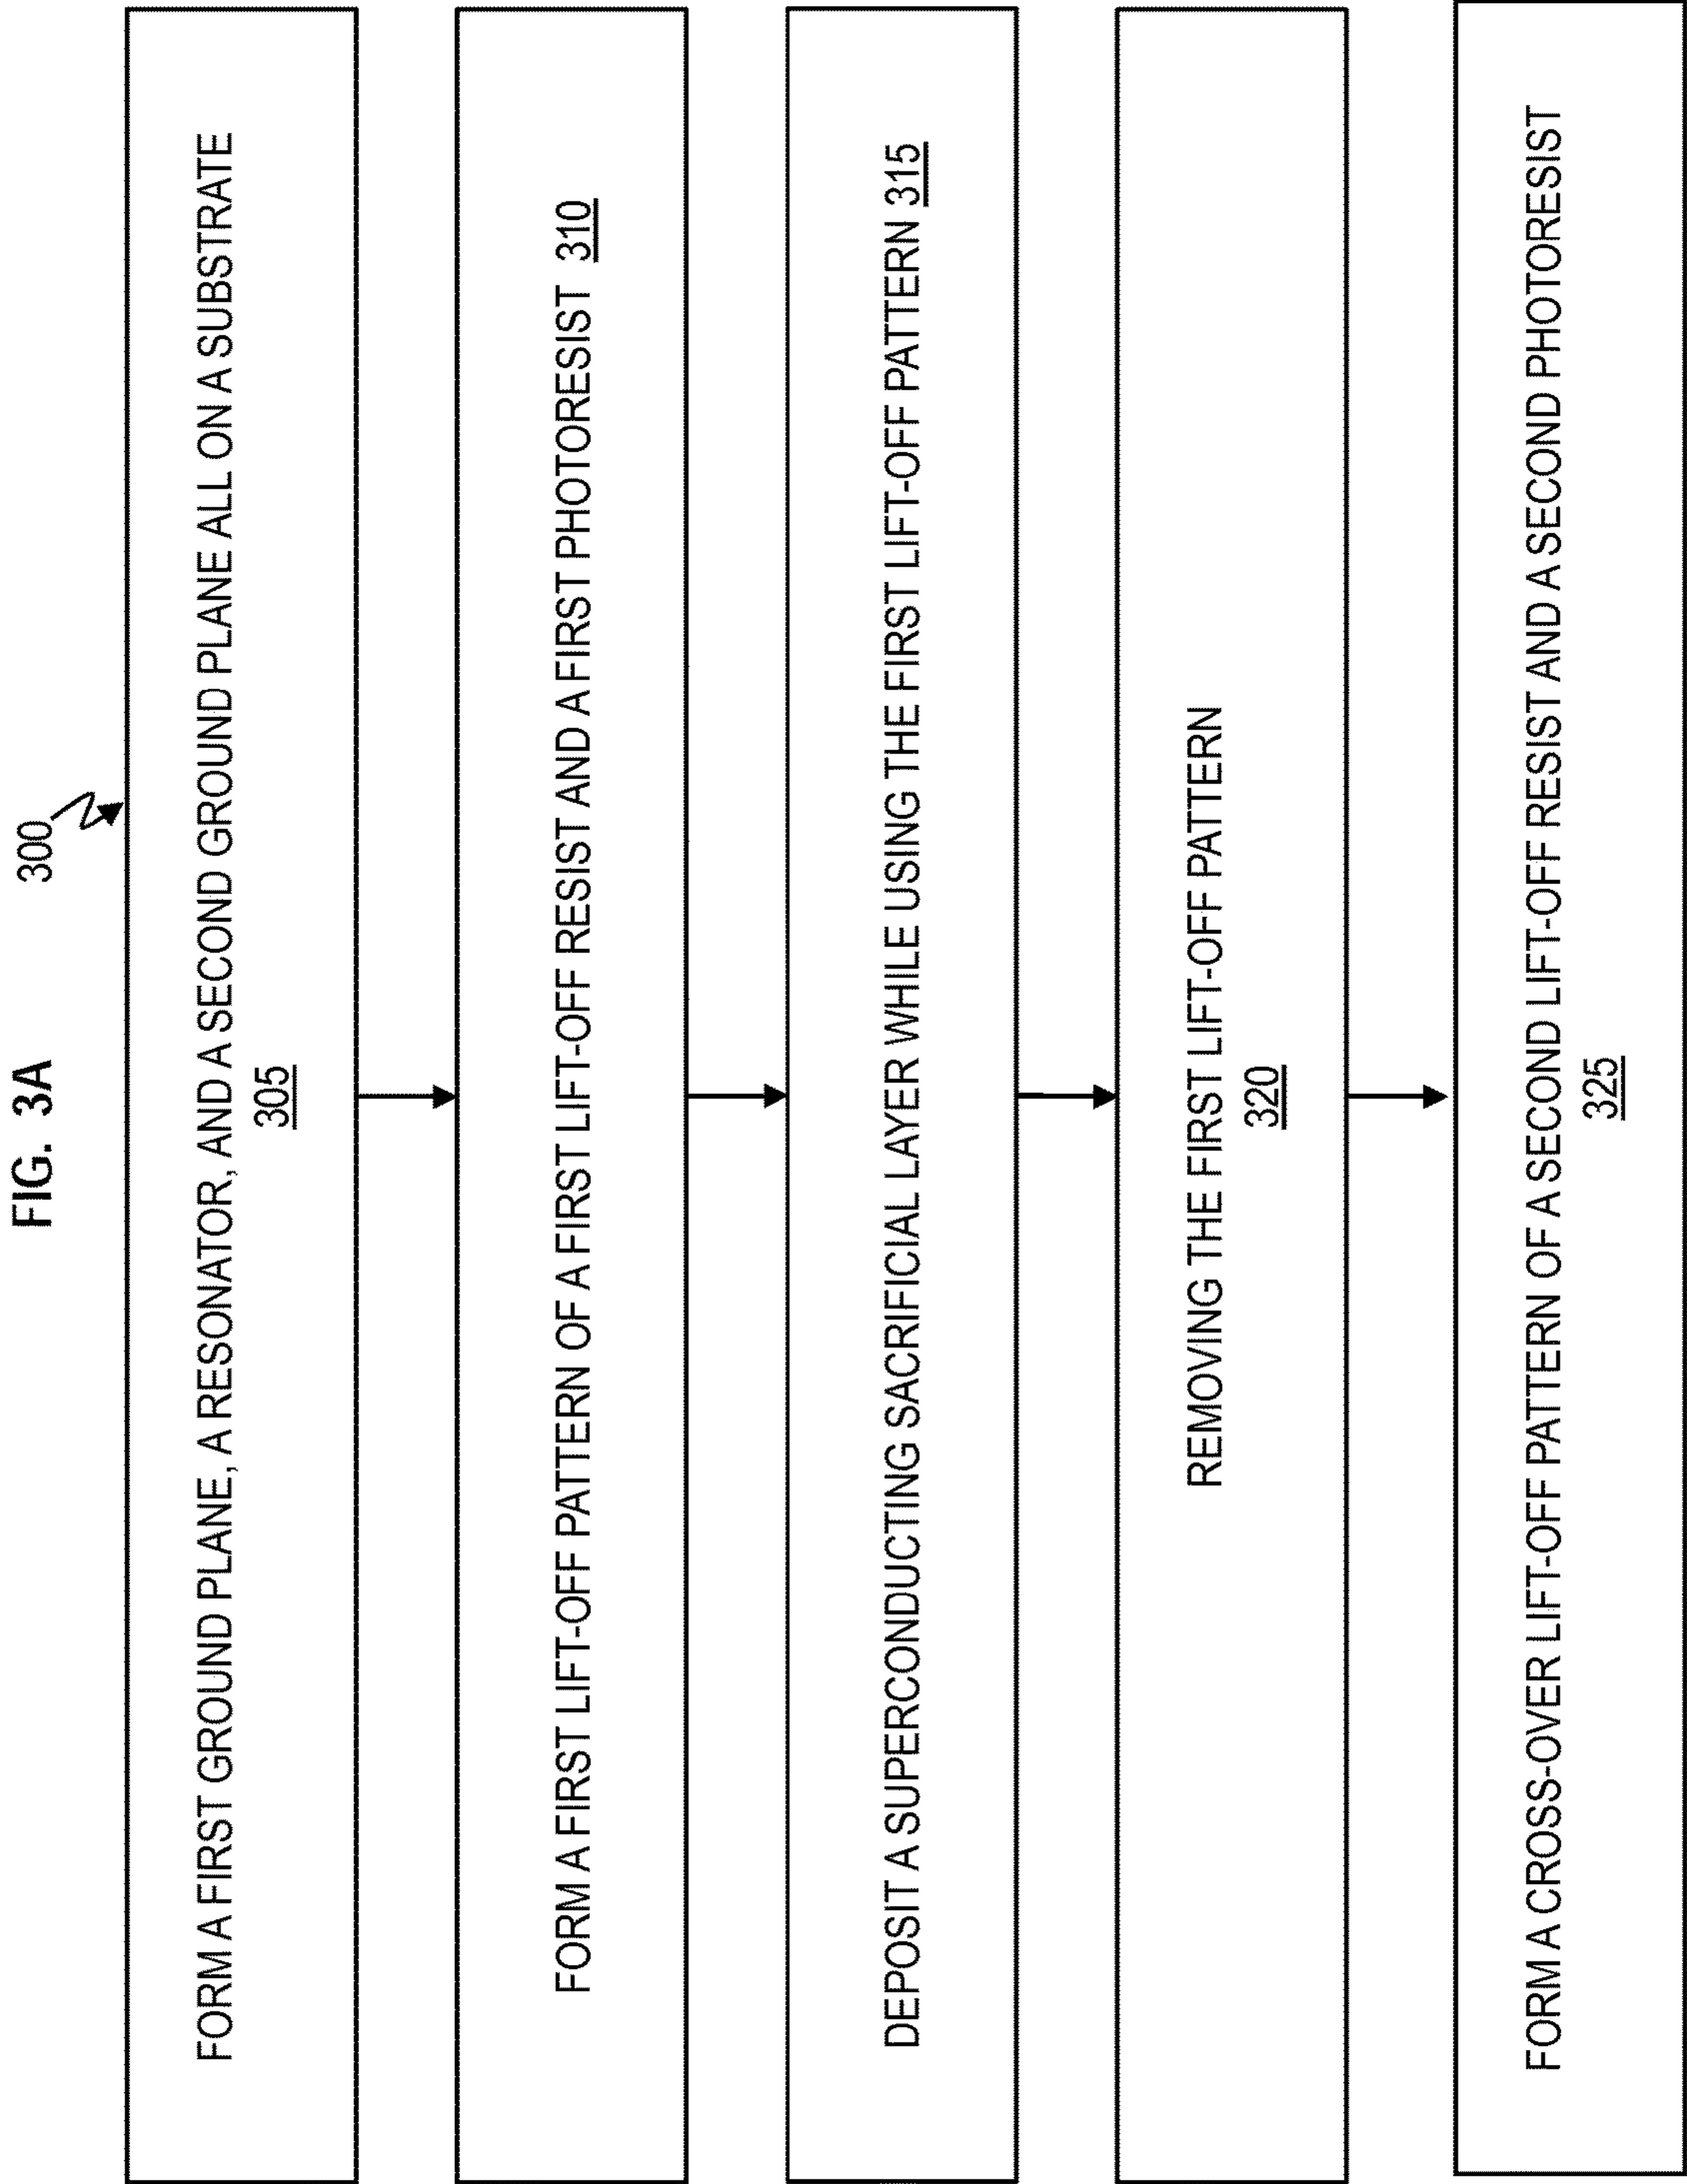 FIG. 3A
300
FORM A FIRST GROUND PLANE, A RESONATOR, AND A SECOND GROUND PLANE ALL ON A SUBSTRATE
305
FORM A FIRST LIFT-OFF PATTERN OF A FIRST LIFT-OFF RESIST AND A FIRST PHOTORESIST 310
DEPOSIT A SUPERCONDUCTING SACRIFICIAL LAYER WHILE USING THE FIRST LIFT-OFF PATTERN 315
REMOVING THE FIRST LIFT-OFF PATTERN
320
FORM A CROSS-OVER LIFT-OFF PATTERN OF A SECOND LIFT-OFF RESIST AND A SECOND PHOTORESIST
325